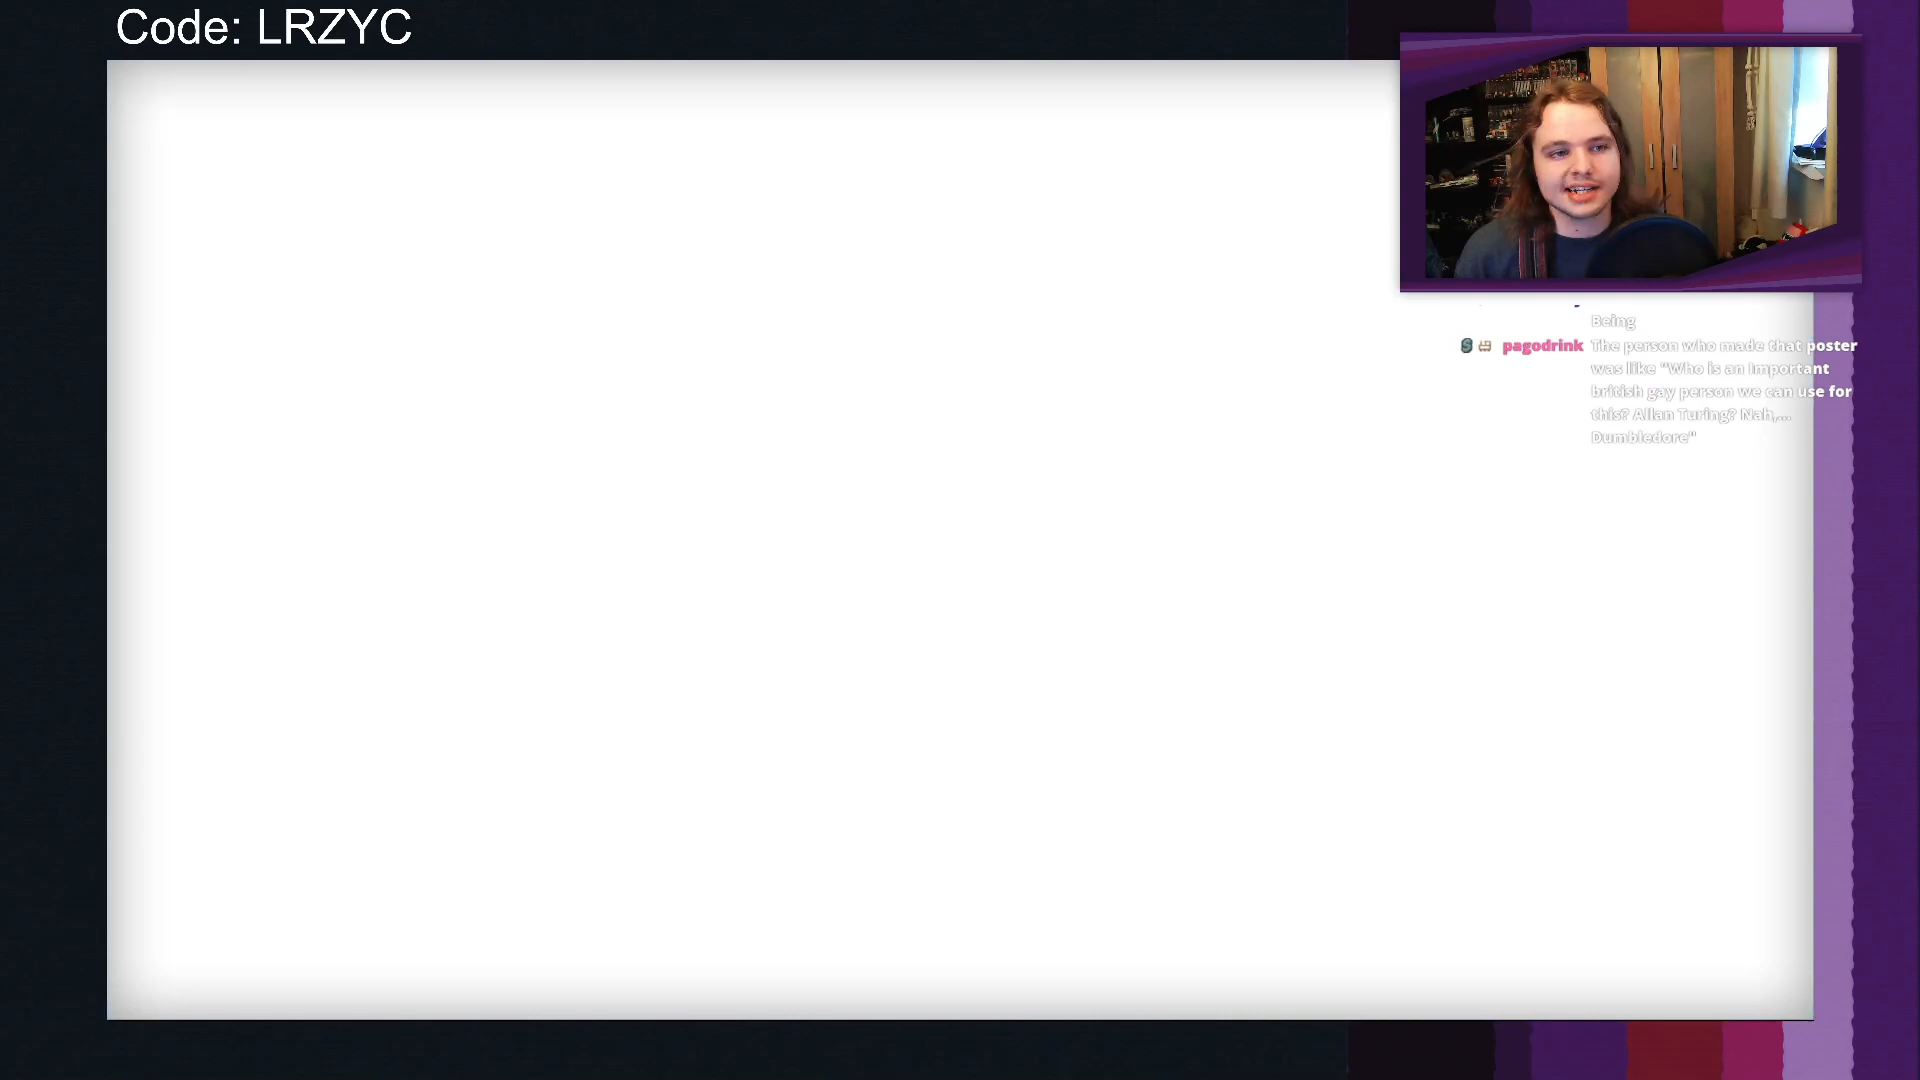 Code: LRZYC
Being
pagodrink The person who made that poster
was like "Who is an Important
british gay person we can use for
this? Allan Turing? Nah,...
Dumbledore"